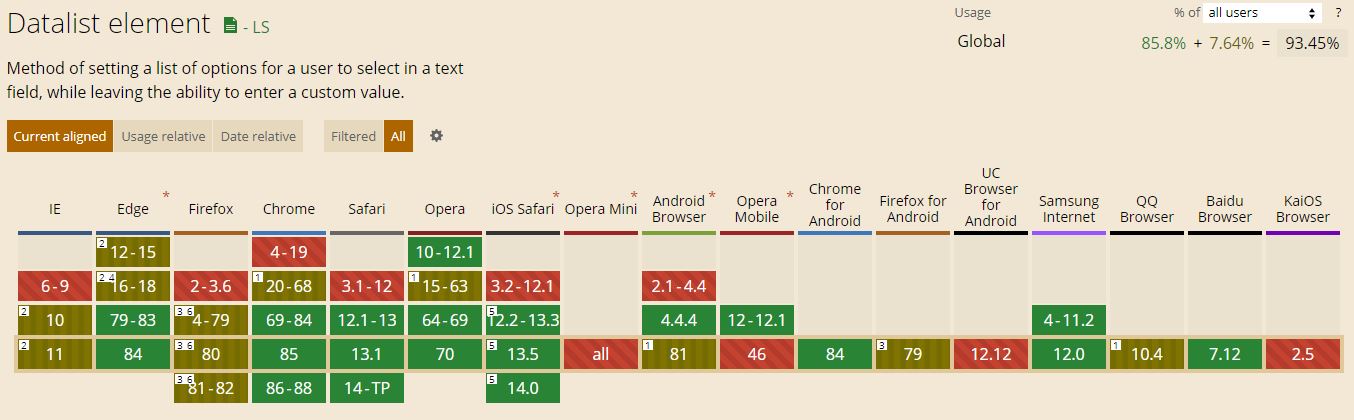 Datalist element - LS
Usage % of all users ?
Global 85.8% + 7.64% = 93.45%
Method of setting a list of options for a user to select in a text
field, while leaving the ability to enter a custom value.
Current aligned Usage relative Date relative Filtered All
IE Edge * Firefox Chrome Safari Opera iOS Safari * Opera Mini * Android Browser * Opera Mobile * Chrome for Android Firefox for Android UC Browser for Android Samsung Internet QQ Browser Baidu Browser KaiOS Browser
2 12-15 4-19 10-12.1
6-9 2 4 16-18 2-3.6 1 20-68 3.1-12 1 15-63 3.2-12.1 2.1-4.4
2 10 79-83 3 6 4-79 69-84 12.1-13 64-69 5 12.2-13.3 4.4.4 12-12.1 4-11.2
2 11 84 3 6 80 85 13.1 70 5 13.5 all 1 81 46 84 3 79 12.12 12.0 1 10.4 7.12 2.5
3 6 81-82 86-88 14-TP 5 14.0